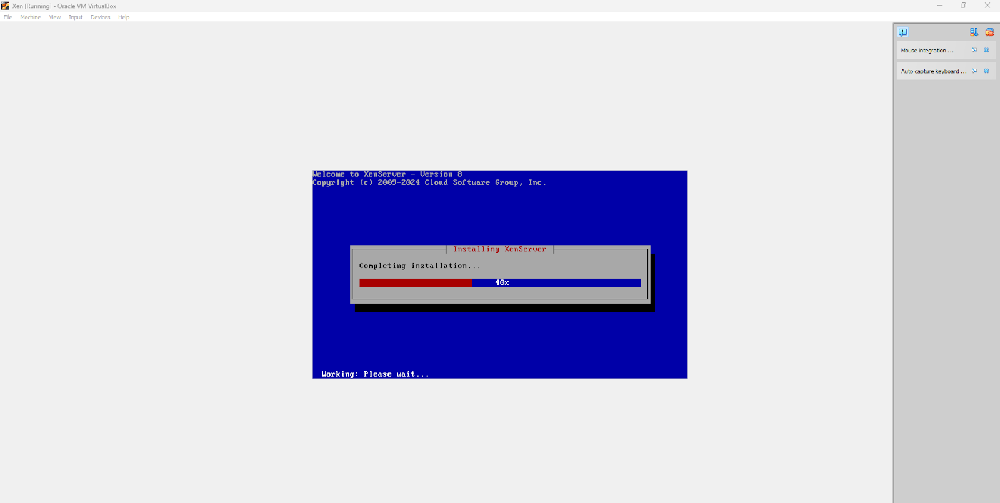 Xen [Running] - Oracle VM VirtualBox
File Machine View Input Devices Help
Mouse integration ...
Auto capture keyboard ...
Welcome to XenServer - Version 8
Copyright (c) 2009-2024 Cloud Software Group, Inc.
Installing XenServer
Completing installation...
40%
Working: Please wait...